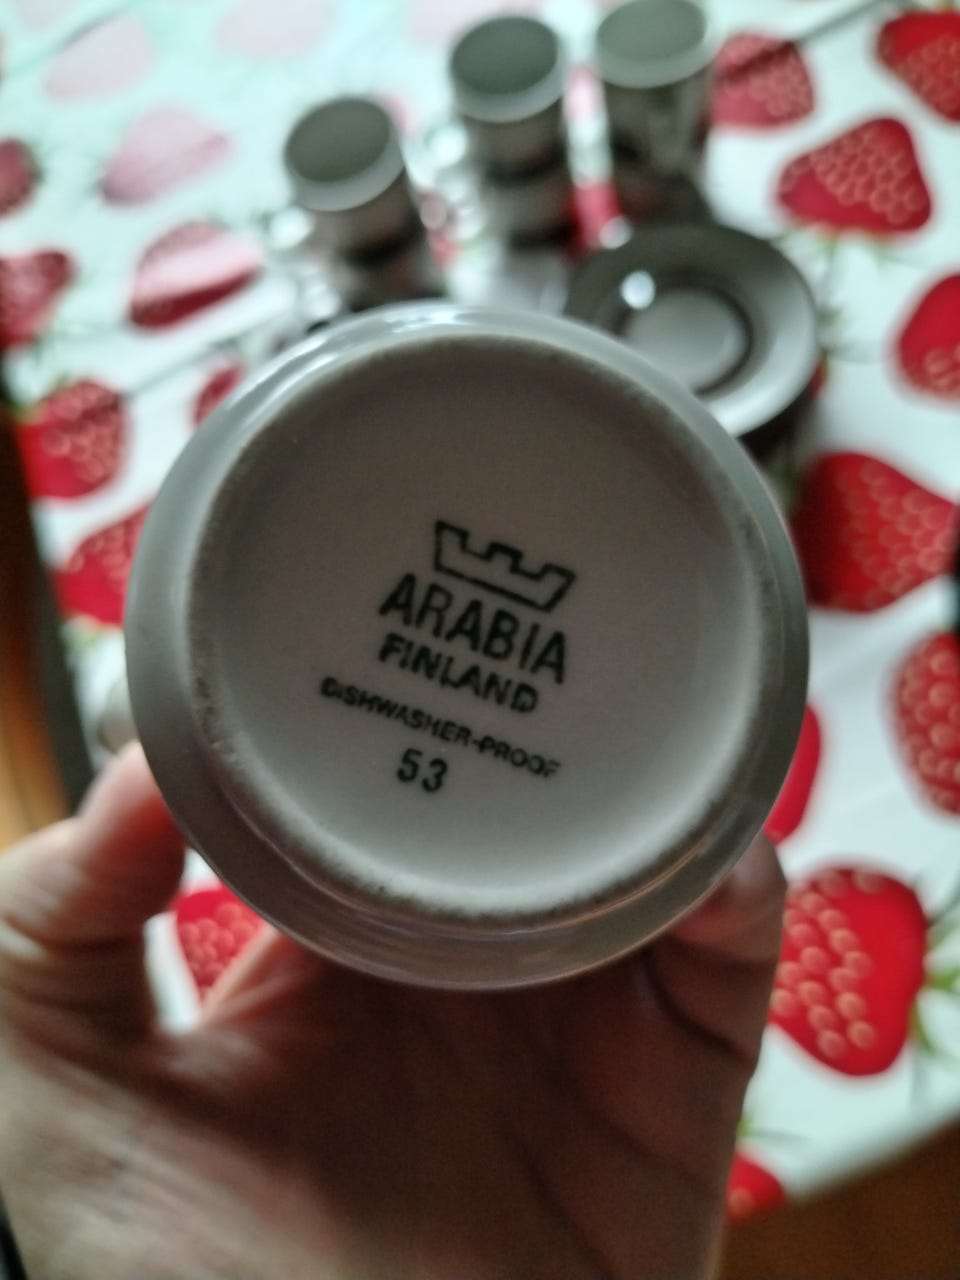 ARABIA
FINLAND
DISHWASHER-PROOF
53